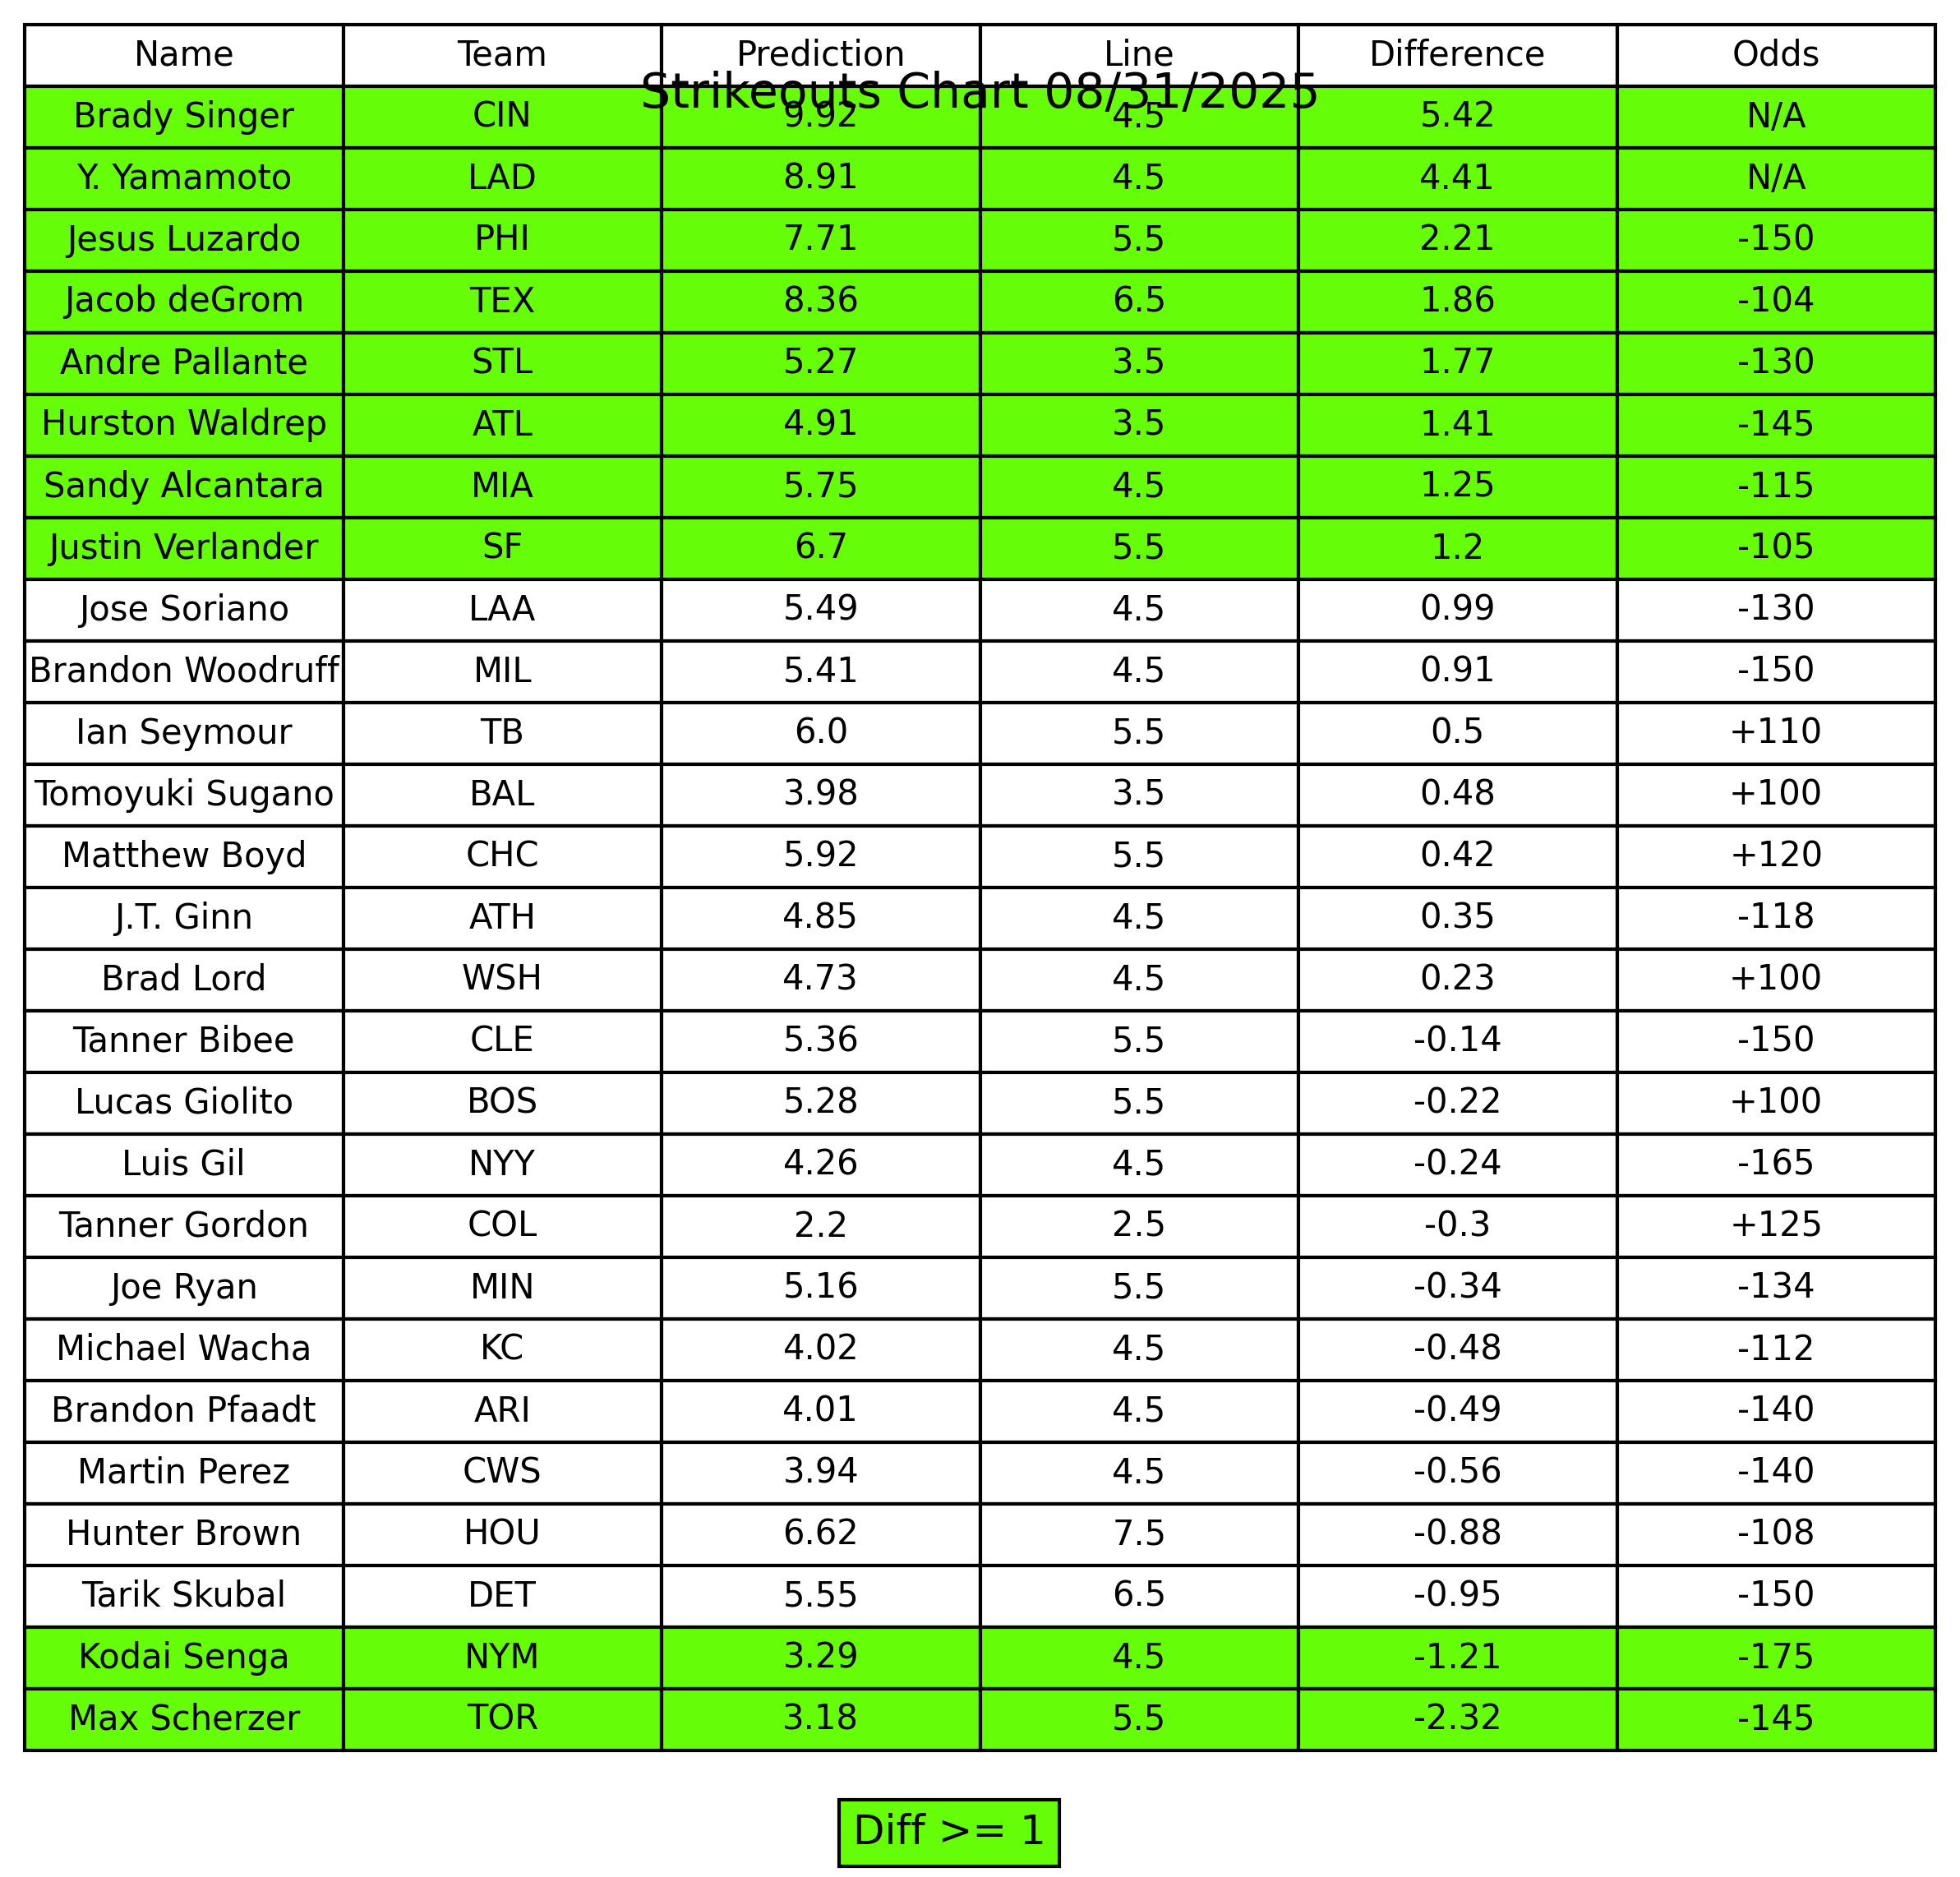 Name Team Prediction Line Difference Odds
Strikeouts Chart 08/31/2025
Brady Singer CIN 9.92 4.5 5.42 N/A
Y. Yamamoto LAD 8.91 4.5 4.41 N/A
Jesus Luzardo PHI 7.71 5.5 2.21 -150
Jacob deGrom TEX 8.36 6.5 1.86 -104
Andre Pallante STL 5.27 3.5 1.77 -130
Hurston Waldrep ATL 4.91 3.5 1.41 -145
Sandy Alcantara MIA 5.75 4.5 1.25 -115
Justin Verlander SF 6.7 5.5 1.2 -105
Jose Soriano LAA 5.49 4.5 0.99 -130
Brandon Woodruff MIL 5.41 4.5 0.91 -150
Ian Seymour TB 6.0 5.5 0.5 +110
Tomoyuki Sugano BAL 3.98 3.5 0.48 +100
Matthew Boyd CHC 5.92 5.5 0.42 +120
J.T. Ginn ATH 4.85 4.5 0.35 -118
Brad Lord WSH 4.73 4.5 0.23 +100
Tanner Bibee CLE 5.36 5.5 -0.14 -150
Lucas Giolito BOS 5.28 5.5 -0.22 +100
Luis Gil NYY 4.26 4.5 -0.24 -165
Tanner Gordon COL 2.2 2.5 -0.3 +125
Joe Ryan MIN 5.16 5.5 -0.34 -134
Michael Wacha KC 4.02 4.5 -0.48 -112
Brandon Pfaadt ARI 4.01 4.5 -0.49 -140
Martin Perez CWS 3.94 4.5 -0.56 -140
Hunter Brown HOU 6.62 7.5 -0.88 -108
Tarik Skubal DET 5.55 6.5 -0.95 -150
Kodai Senga NYM 3.29 4.5 -1.21 -175
Max Scherzer TOR 3.18 5.5 -2.32 -145
Diff >= 1